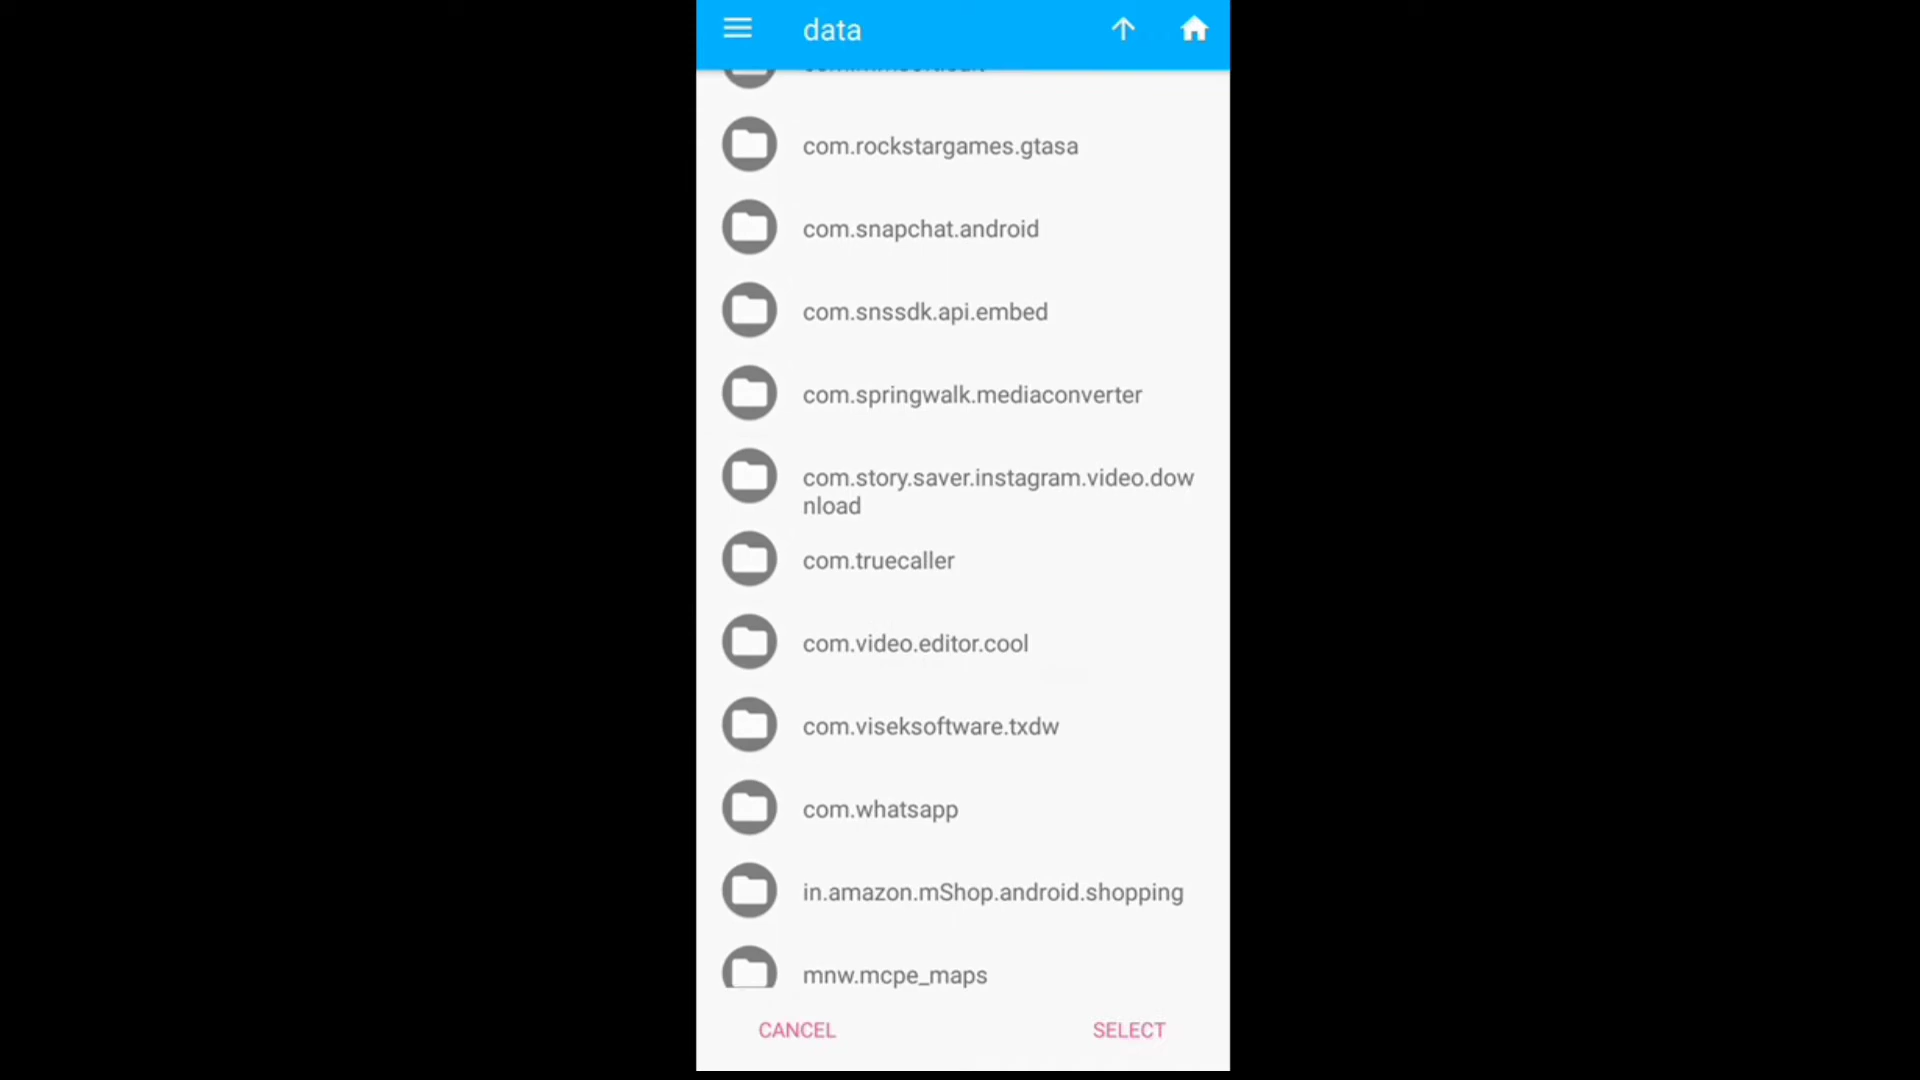 data
com.rockstargames.gtasa
com.snapchat.android
com.snssdk.api.embed
com.springwalk.mediaconverter
com.story.saver.instagram.video.dow
nload
com.truecaller
com.video.editor.cool
com.viseksoftware.txdw
com.whatsapp
in.amazon.mShop.android.shopping
mnw.mcpe_maps
CANCEL
SELECT